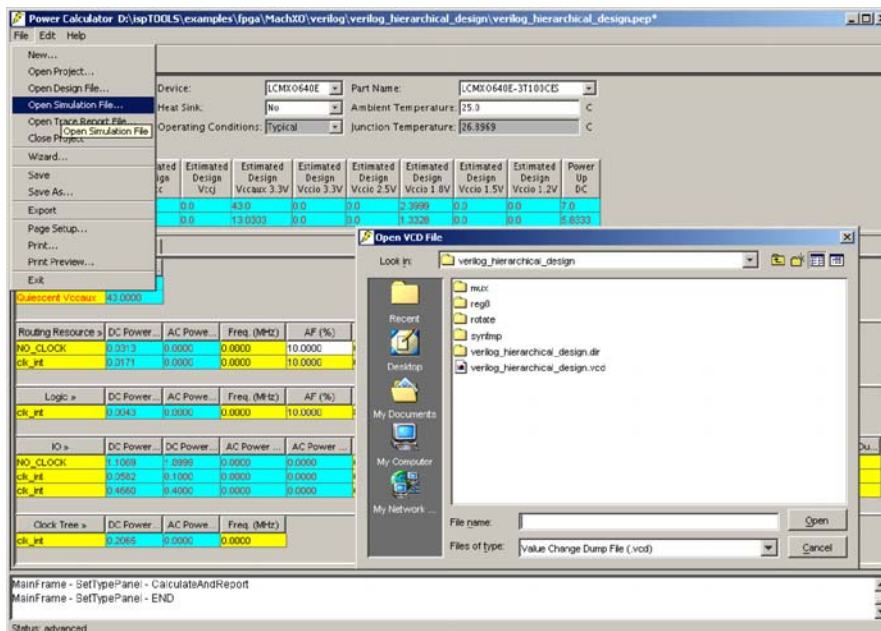 Power Calculator D:\ispTOOLS\examples\fpga\MachXO\verilog\verilog_hierarchical_design\verilog_hierarchical_design.pep*
File Edit Help
New...
Open Project...
Open Design File...
Open Simulation File...
Open Trace Report File...
Open Simulation File
Close Project
Wizard...
Save
Save As...
Export
Page Setup...
Print...
Print Preview...
Exit
Device: LCMXO640E Part Name: LCMXO640E-3T100CES
Heat Sink: No Ambient Temperature: 25.0 C
Operating Conditions: Typical Junction Temperature: 26.8969 C
Estimated Design Vccj
Estimated Design Vccaux 3.3V
Estimated Design Vccio 3.3V
Estimated Design Vccio 2.5V
Estimated Design Vccio 1.8V
Estimated Design Vccio 1.5V
Estimated Design Vccio 1.2V
Power Up DC
0.0 43.0 0.0 0.0 2.3999 0.0 0.0 7.0
0.0 13.0333 0.0 0.0 1.3328 0.0 0.0 5.8333
Quiescent Vccaux 43.0000
Routing Resource » DC Power... AC Powe... Freq. (MHz) AF (%)
NO_CLOCK 0.0313 0.0000 0.0000 10.0000
clk_int 0.0171 0.0000 0.0000 10.0000
Logic » DC Power... AC Powe... Freq. (MHz) AF (%)
clk_int 0.0043 0.0000 0.0000 10.0000
IO » DC Power... DC Power... AC Power ... AC Power ...
NO_CLOCK 1.1069 1.0999 0.0000 0.0000
clk_int 0.0582 0.1000 0.0000 0.0000
clk_int 0.4660 0.4000 0.0000 0.0000
Clock Tree » DC Power... AC Powe... Freq. (MHz)
clk_int 0.2065 0.0000 0.0000
Open VCD File
Look in: verilog_hierarchical_design
Recent
Desktop
My Documents
My Computer
My Network ...
mux
reg8
rotate
syntmp
verilog_hierarchical_design.dir
verilog_hierarchical_design.vcd
File name: Open
Files of type: Value Change Dump File (.vcd) Cancel
Du...
MainFrame - SetTypePanel - CalculateAndReport
MainFrame - SetTypePanel - END
Status: advanced